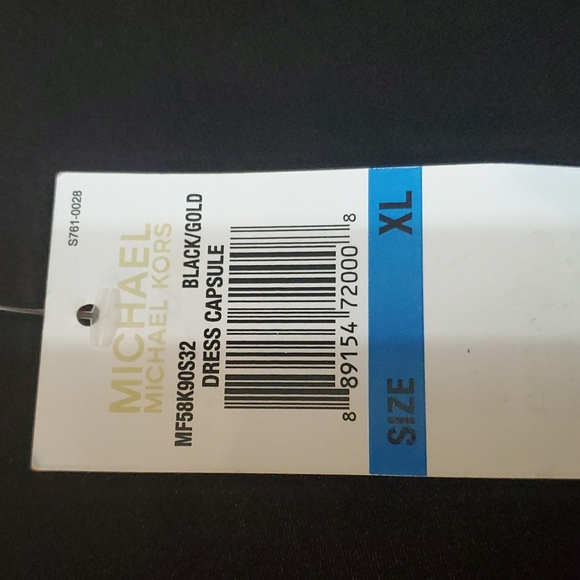 S761-0028
MICHAEL
MICHAEL KORS
MF58K90S32 BLACK/GOLD
DRESS CAPSULE
8 89154 72000 8
SIZE XL